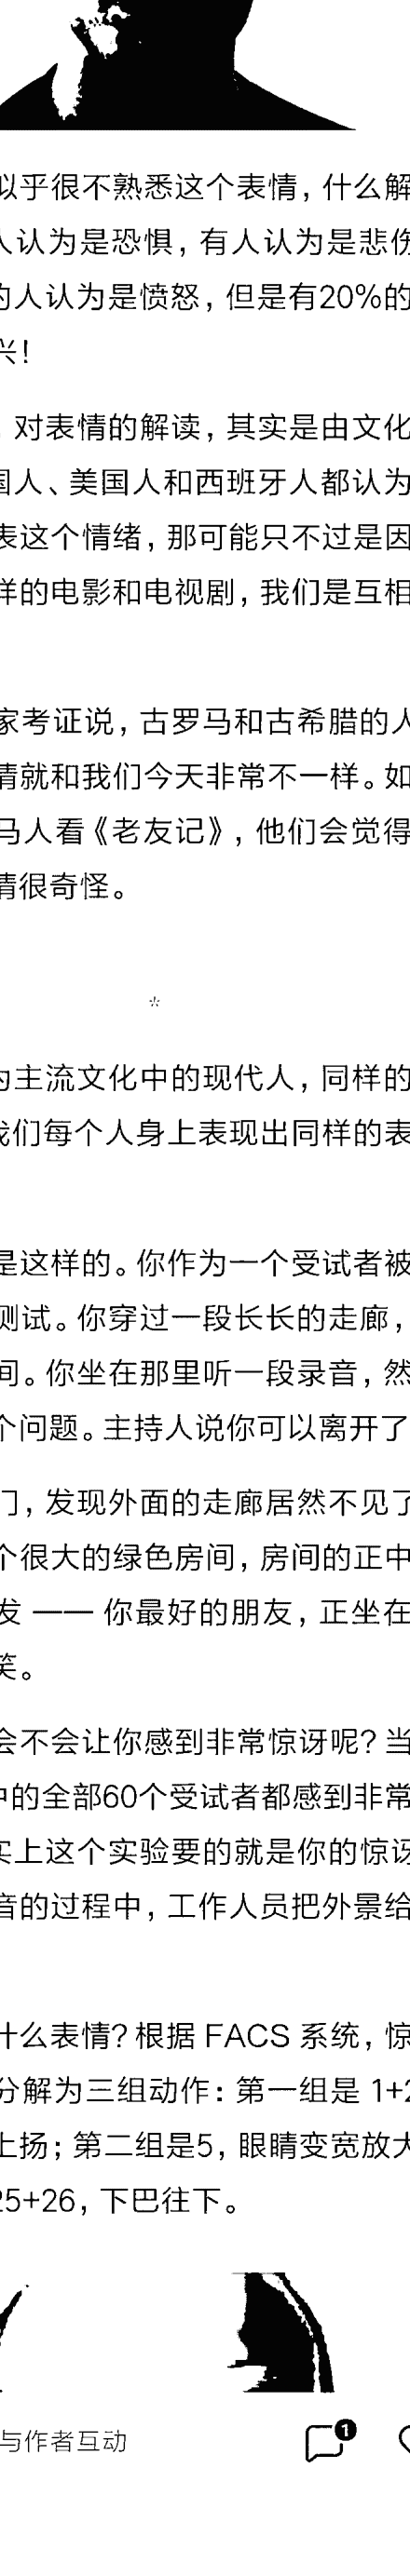 似乎很不熟悉这个表情，什么解
人认为是恐惧，有人认为是悲伤
的人认为是愤怒，但是有20%的
兴！
对表情的解读，其实是由文化
国人、美国人和西班牙人都认为
表这个情绪，那可能只不过是因
样的电影和电视剧，我们是互相
家考证说，古罗马和古希腊的人
情就和我们今天非常不一样。如
马人看《老友记》，他们会觉得
情很奇怪。
*
为主流文化中的现代人，同样的
我们每个人身上表现出同样的表
是这样的。你作为一个受试者被
测试。你穿过一段长长的走廊，
间。你坐在那里听一段录音，然
个问题。主持人说你可以离开了
门，发现外面的走廊居然不见了
个很大的绿色房间，房间的正中
发 —— 你最好的朋友，正坐在
笑。
会不会让你感到非常惊讶呢？当
中的全部60个受试者都感到非常
实上这个实验要的就是你的惊讶
音的过程中，工作人员把外景给
什么表情？根据 FACS 系统，惊
分解为三组动作：第一组是 1+2
上扬；第二组是5，眼睛变宽放大
25+26，下巴往下。
与作者互动
1